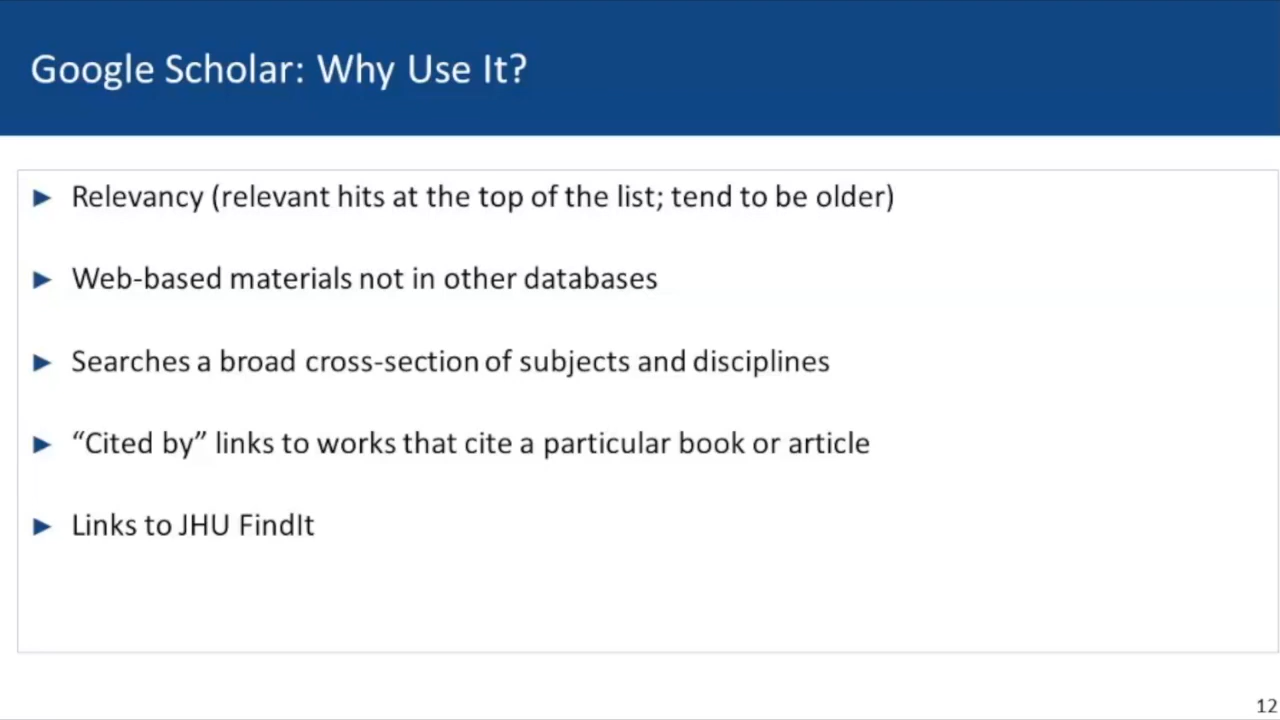 Google Scholar: Why Use It?
► Relevancy (relevant hits at the top of the list; tend to be older)
► Web-based materials not in other databases
► Searches a broad cross-section of subjects and disciplines
► “Cited by” links to works that cite a particular book or article
► Links to JHU FindIt
12